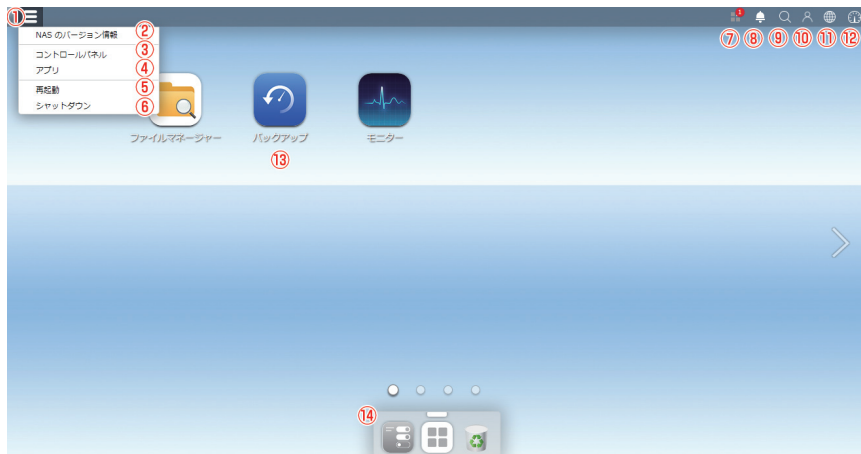 ①
NAS のバージョン情報 ②
コントロールパネル ③
アプリ ④
再起動 ⑤
シャットダウン ⑥
1
⑦ ⑧ ⑨ ⑩ ⑪ ⑫
ファイルマネージャー バックアップ モニター
⑬
⑭